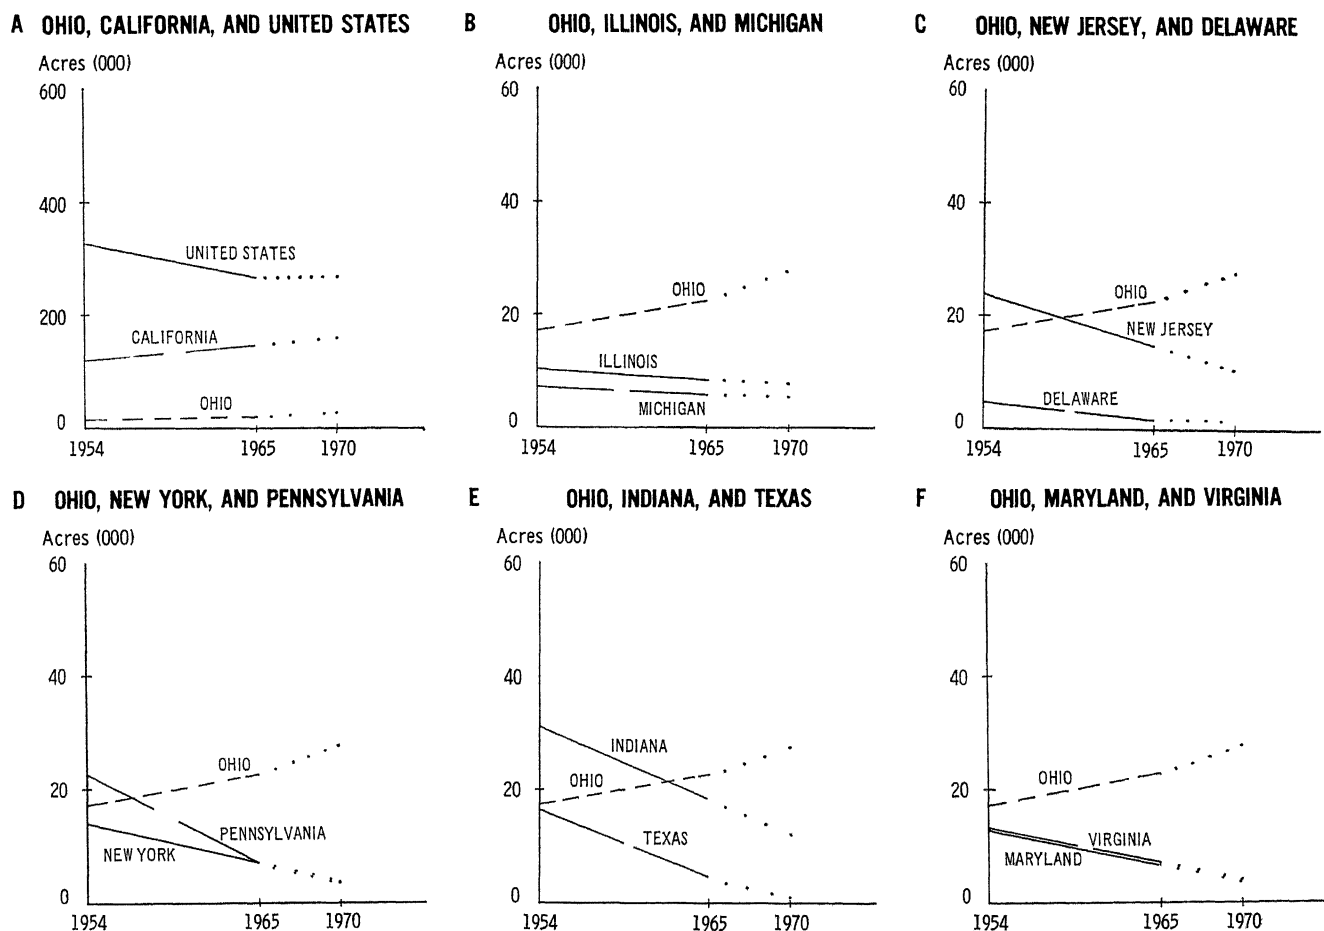 A OHIO, CALIFORNIA, AND UNITED STATES
Acres (000)
600
400
UNITED STATES
200
CALIFORNIA
OHIO
0
1954 1965 1970
B OHIO, ILLINOIS, AND MICHIGAN
Acres (000)
60
40
OHIO
20
ILLINOIS
MICHIGAN
0
1954 1965 1970
C OHIO, NEW JERSEY, AND DELAWARE
Acres (000)
60
40
OHIO
20
NEW JERSEY
DELAWARE
0
1954 1965 1970
D OHIO, NEW YORK, AND PENNSYLVANIA
Acres (000)
60
40
OHIO
20
PENNSYLVANIA
NEW YORK
0
1954 1965 1970
E OHIO, INDIANA, AND TEXAS
Acres (000)
60
40
INDIANA
OHIO
20
TEXAS
0
1954 1965 1970
F OHIO, MARYLAND, AND VIRGINIA
Acres (000)
60
40
OHIO
20
VIRGINIA
MARYLAND
0
1954 1965 1970